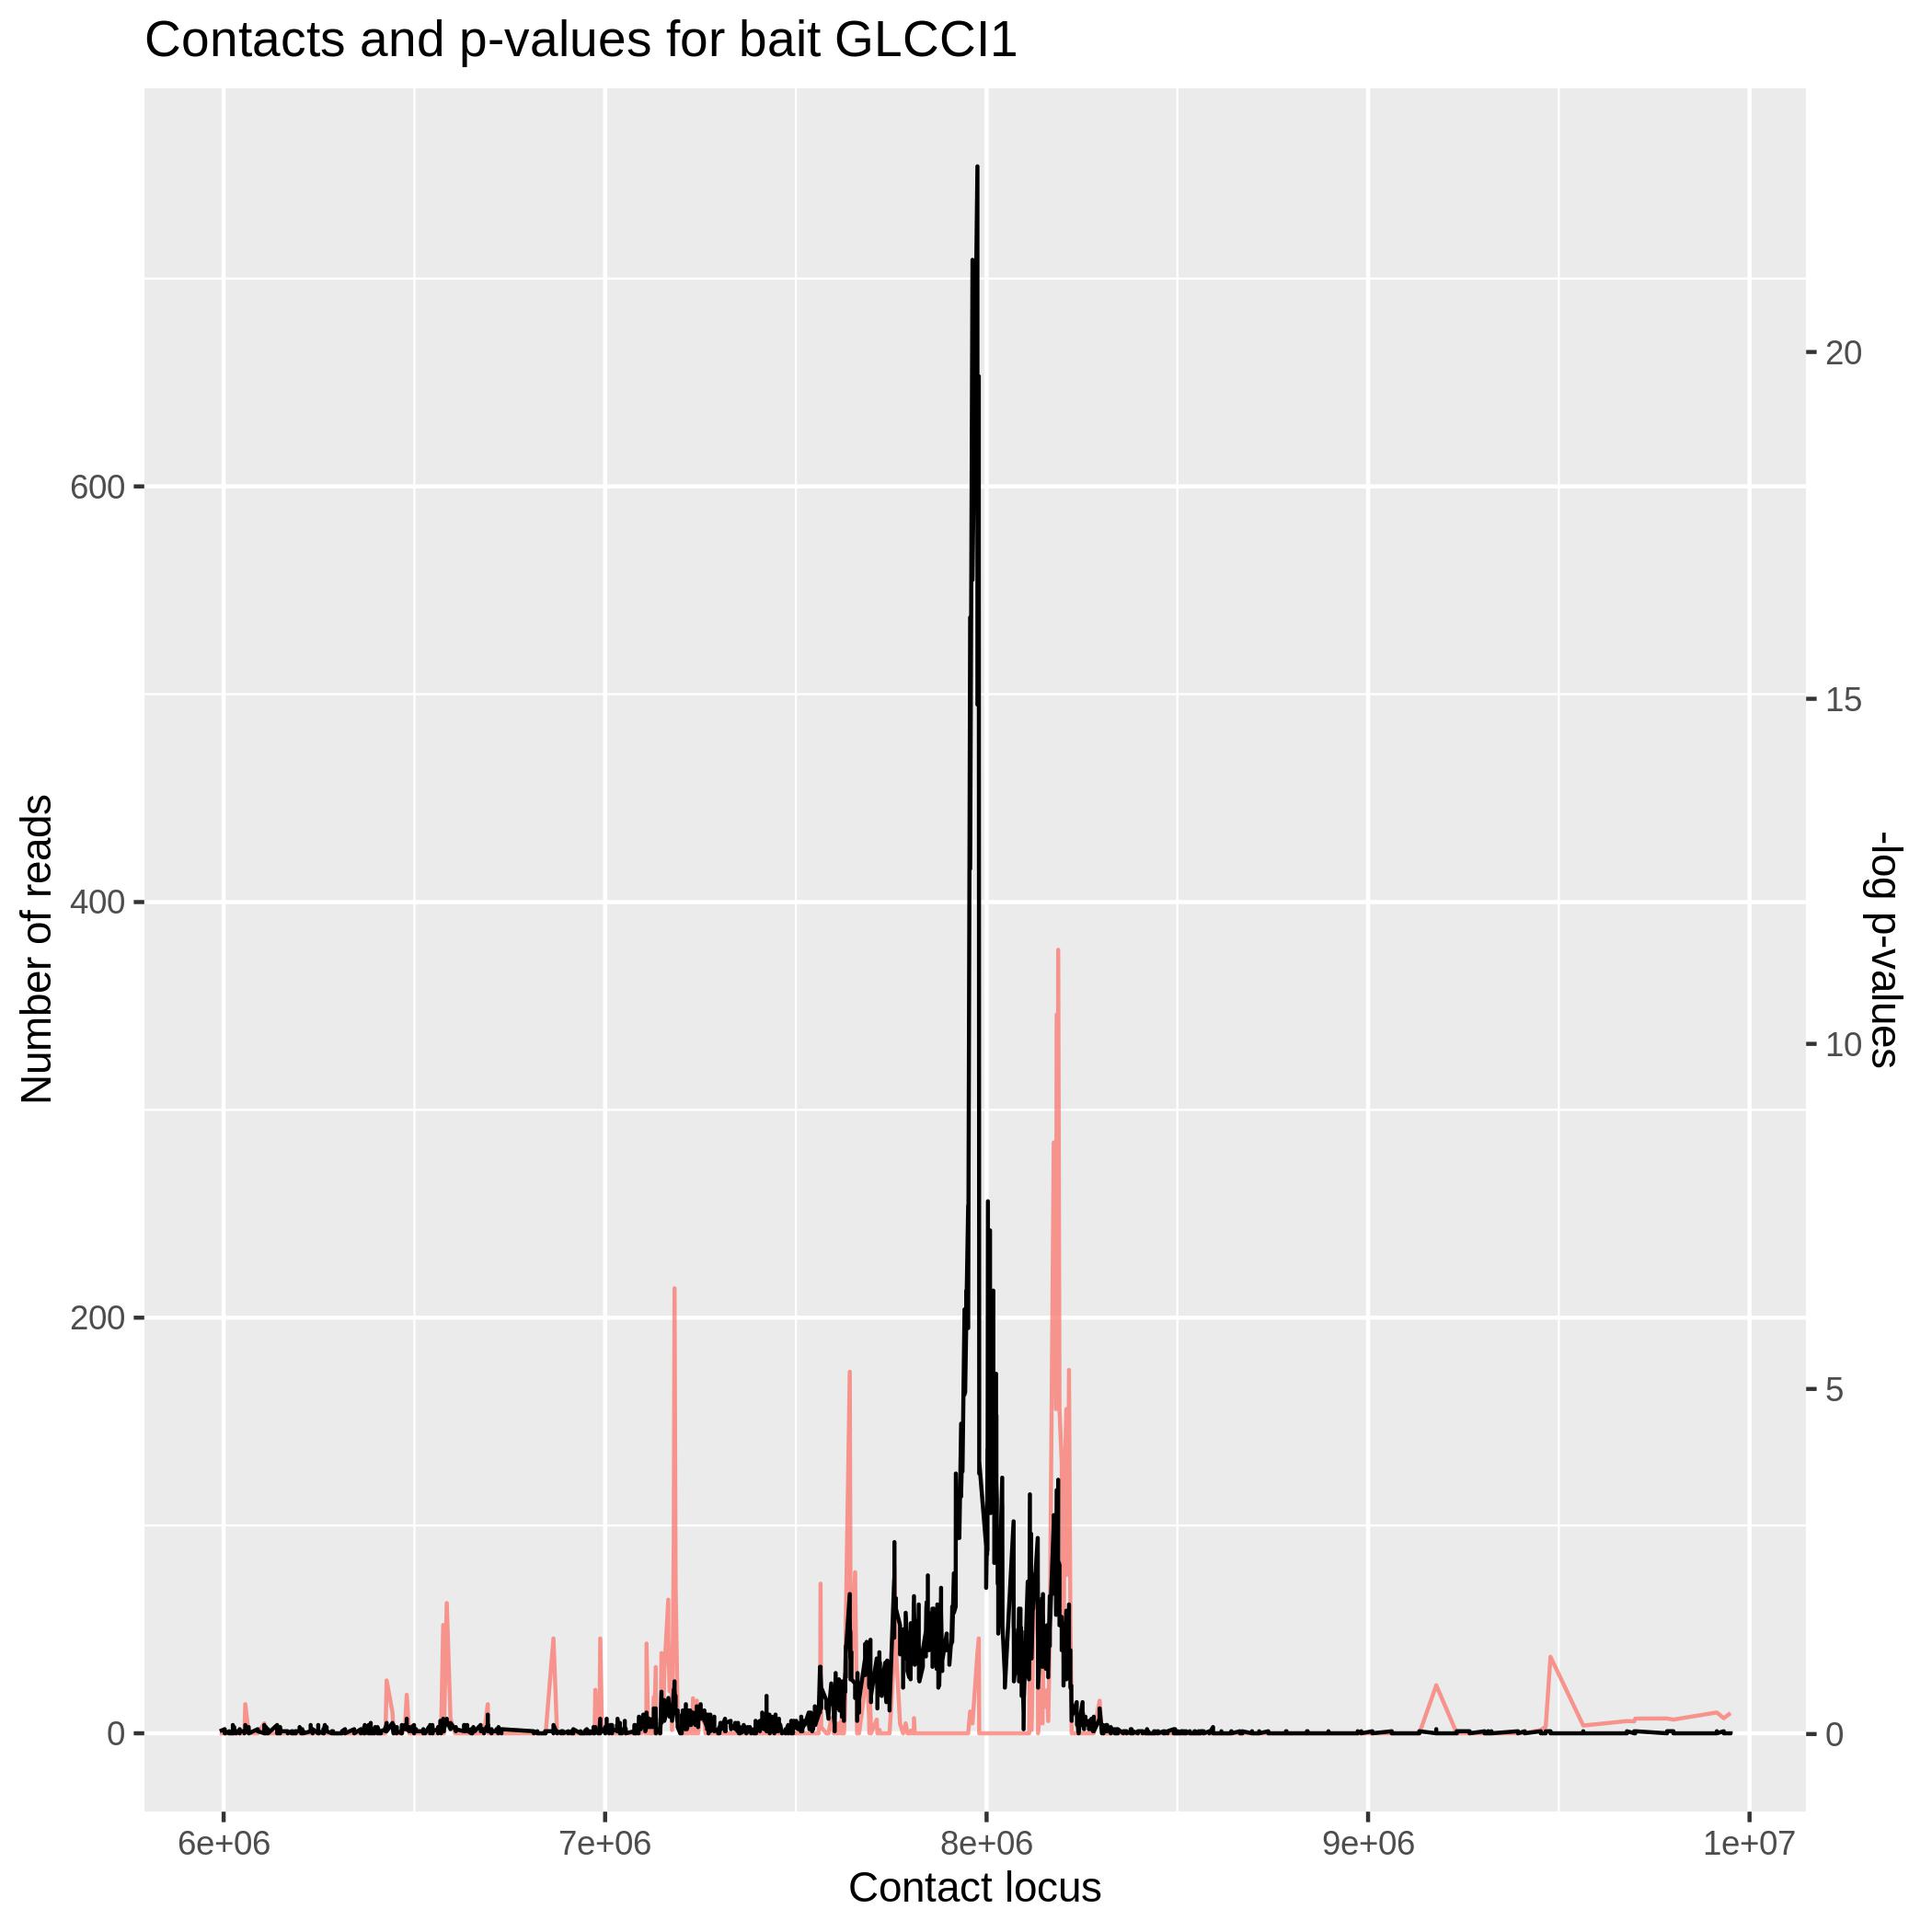 Contacts and p-values for bait GLCCI1
Number of reads
600
400
200
0
20
15
10
5
0
-log p-values
6e+06
7e+06
8e+06
9e+06
1e+07
Contact locus